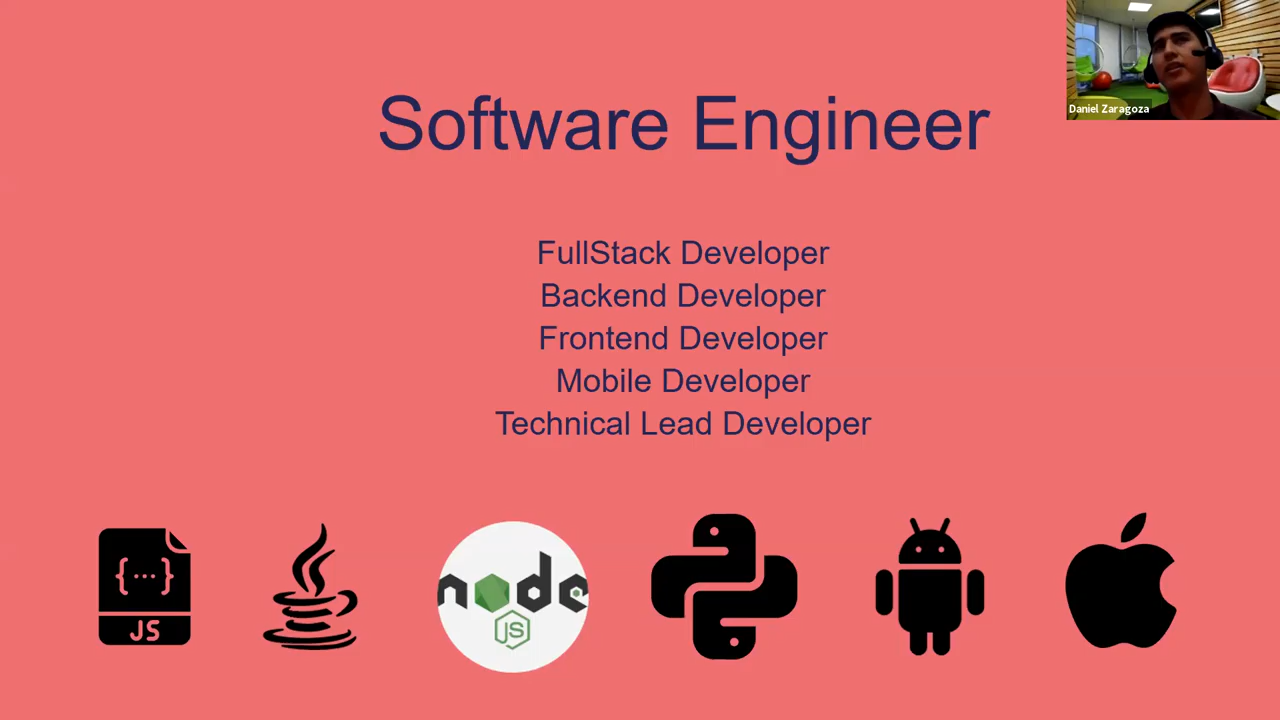 Daniel Zaragoza
Software Engineer
FullStack Developer
Backend Developer
Frontend Developer
Mobile Developer
Technical Lead Developer
{...}
JS
node
JS